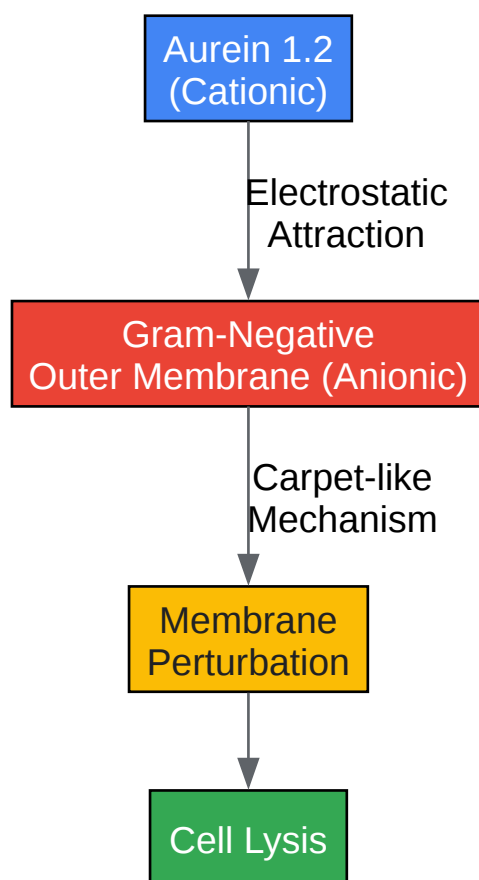 Aurein 1.2
(Cationic)
Electrostatic
Attraction
Gram-Negative
Outer Membrane (Anionic)
Carpet-like
Mechanism
Membrane
Perturbation
Cell Lysis